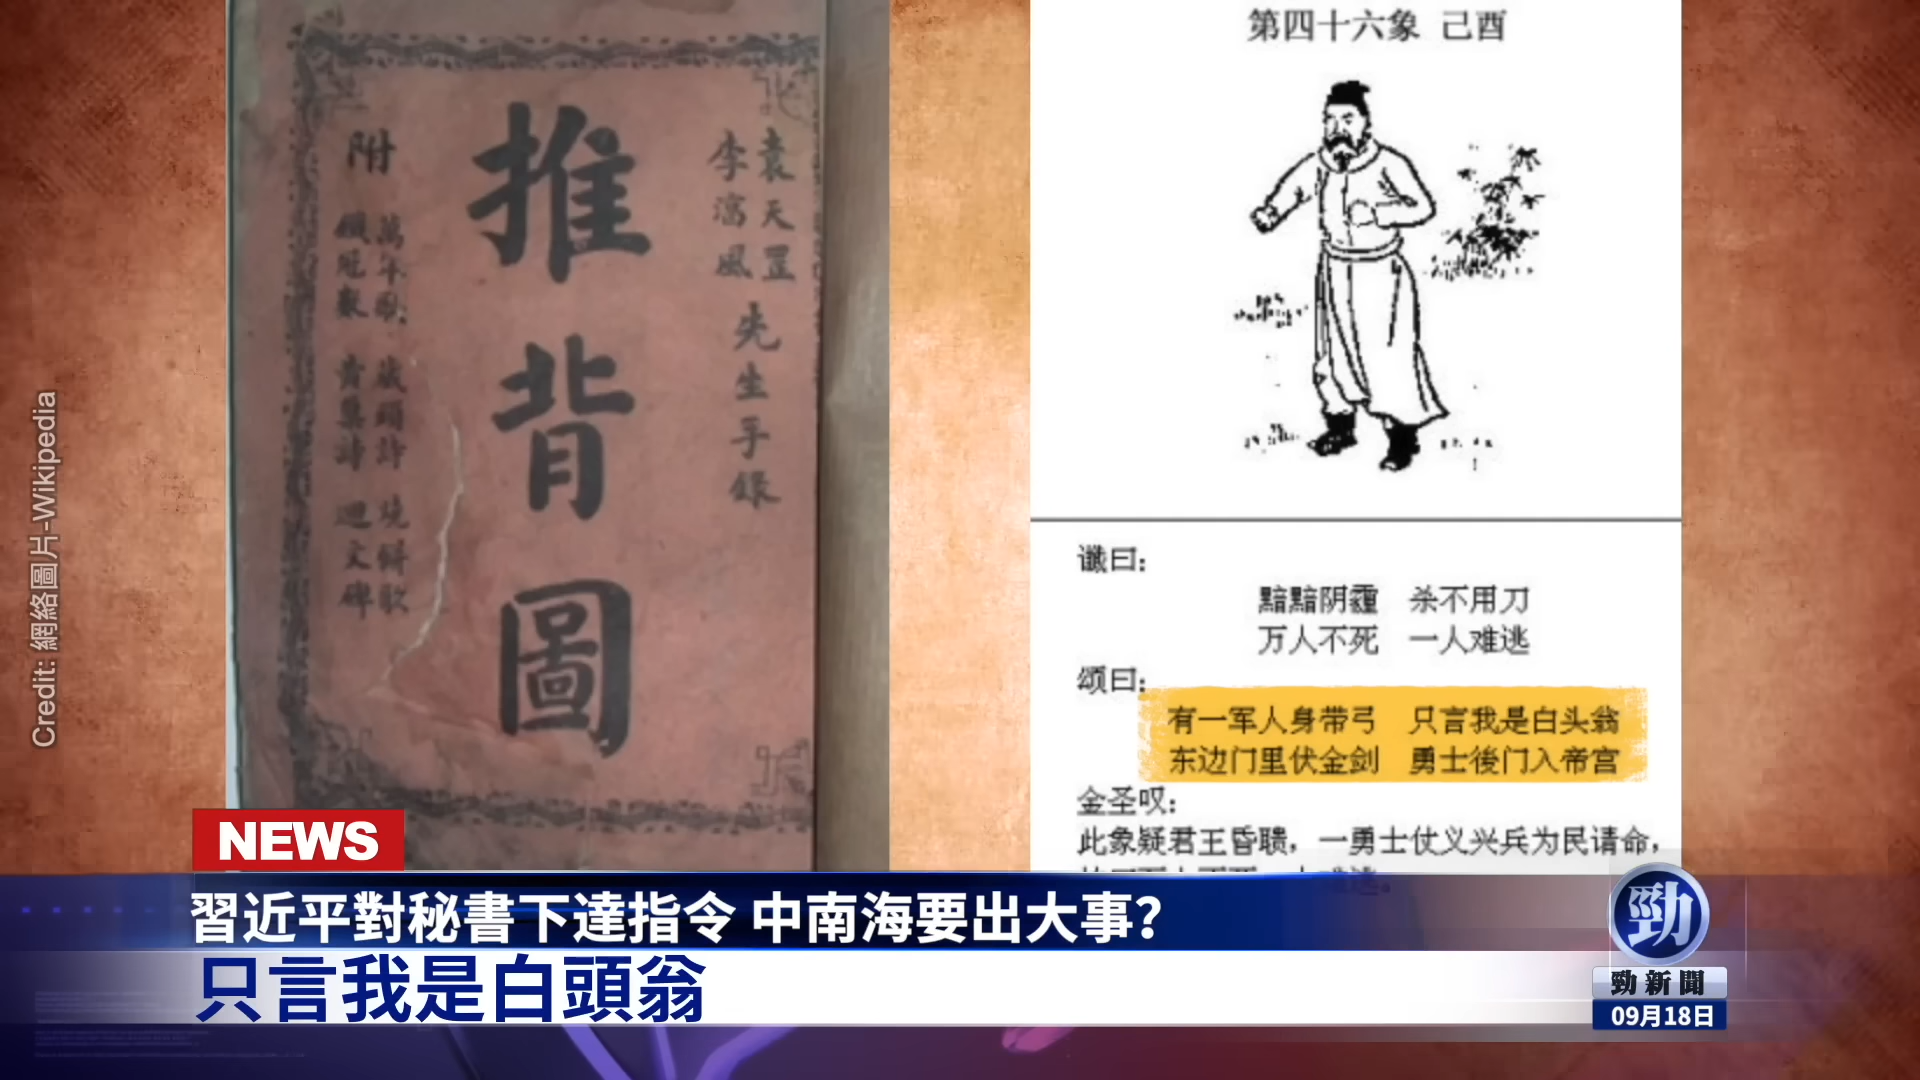 Credit: 網絡圖片-Wikipedia
袁天罡
李淳風
先生手錄
推背圖
附
萬年歌
鐵冠數
歲頭詩
黃蘗詩
燒餅歌
迴文碑
第四十六象 己酉
谶曰:
黯黯阴霾 杀不用刀
万人不死 一人难逃
颂曰:
有一军人身带弓 只言我是白头翁
东边门里伏金剑 勇士後门入帝宫
金圣叹:
此象疑君王昏聩，一勇士仗义兴兵为民请命，
NEWS
習近平對秘書下達指令 中南海要出大事?
只言我是白頭翁
勁
勁新聞
09月18日